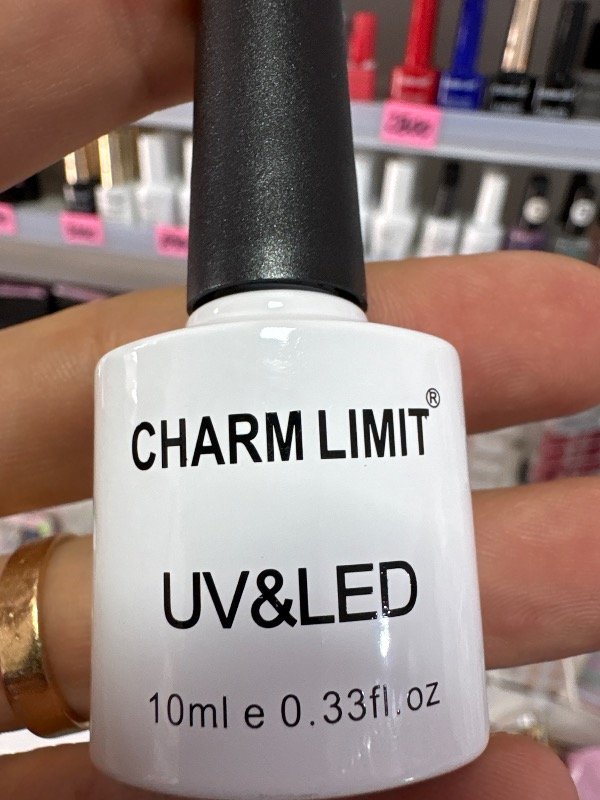 CHARM LIMIT®
UV&LED
10ml e 0.33fl.oz